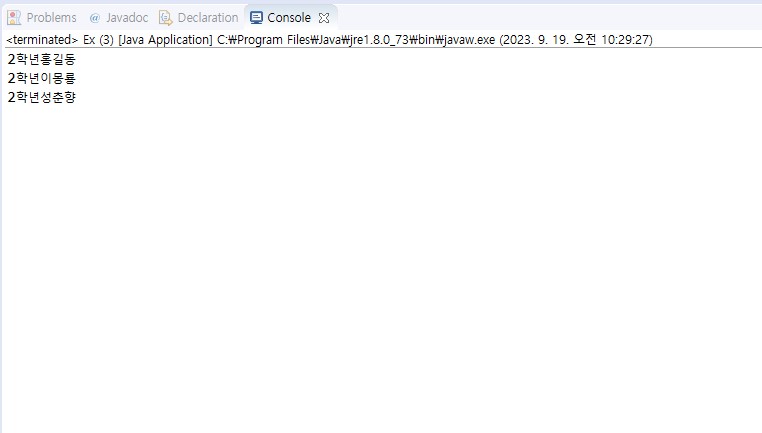 Problems @ Javadoc Declaration Console
<terminated> Ex (3) [Java Application] C:₩Program Files₩Java₩jre1.8.0_73₩bin₩javaw.exe (2023. 9. 19. 오전 10:29:27)
2학년홍길동
2학년이몽룡
2학년성춘향